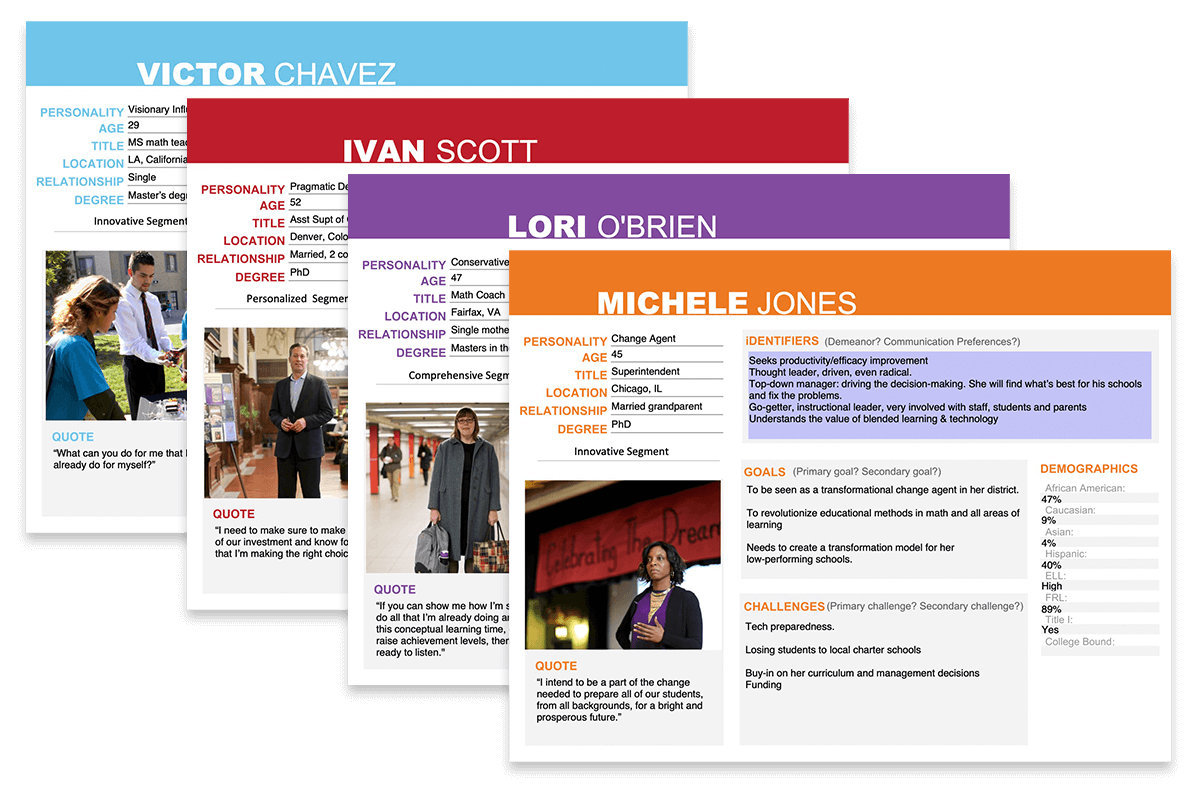 VICTOR CHAVEZ
PERSONALITY Visionary
AGE 29
TITLE MS math
LOCATION LA, California
RELATIONSHIP Single
DEGREE Master's
Innovative Segment
QUOTE
“What can you do for me that I
already do for myself?”
IVAN SCOTT
PERSONALITY Pragmatic
AGE 52
TITLE Asst Supt of
LOCATION Denver,
RELATIONSHIP Married, 2
DEGREE PhD
Personalized
QUOTE
“I need to make sure to make
of our investment and know
that I'm making the right
LORI O'BRIEN
PERSONALITY Conservative
AGE 47
TITLE Math Coach
LOCATION Fairfax, VA
RELATIONSHIP Single
DEGREE Masters in
Comprehensive
QUOTE
“If you can show me how I'm
do all that I'm already doing
this conceptual learning time,
raise achievement levels,
ready to listen."
MICHELE JONES
PERSONALITY Change Agent
AGE 45
TITLE Superintendent
LOCATION Chicago, IL
RELATIONSHIP Married grandparent
DEGREE PhD
Innovative Segment
QUOTE
“I intend to be a part of the change
needed to prepare all of our students,
from all backgrounds, for a bright and
prosperous future.”
iDENTIFIERS (Demeanor? Communication Preferences?)
Seeks productivity/efficacy improvement
Thought leader, driven, even radical.
Top-down manager: driving the decision-making. She will find what's best for his schools
and fix the problems.
Go-getter, instructional leader, very involved with staff, students and parents
Understands the value of blended learning & technology
GOALS (Primary goal? Secondary goal?)
To be seen as a transformational change agent in her district.
To revolutionize educational methods in math and all areas of
learning
Needs to create a transformation model for her
low-performing schools.
CHALLENGES (Primary challenge? Secondary challenge?)
Tech preparedness.
Losing students to local charter schools
Buy-in on her curriculum and management decisions
Funding
DEMOGRAPHICS
African American:
47%
Caucasian:
9%
Asian:
4%
Hispanic:
40%
ELL:
High
FRL:
89%
Title I:
Yes
College Bound:
Celebrating The Dream